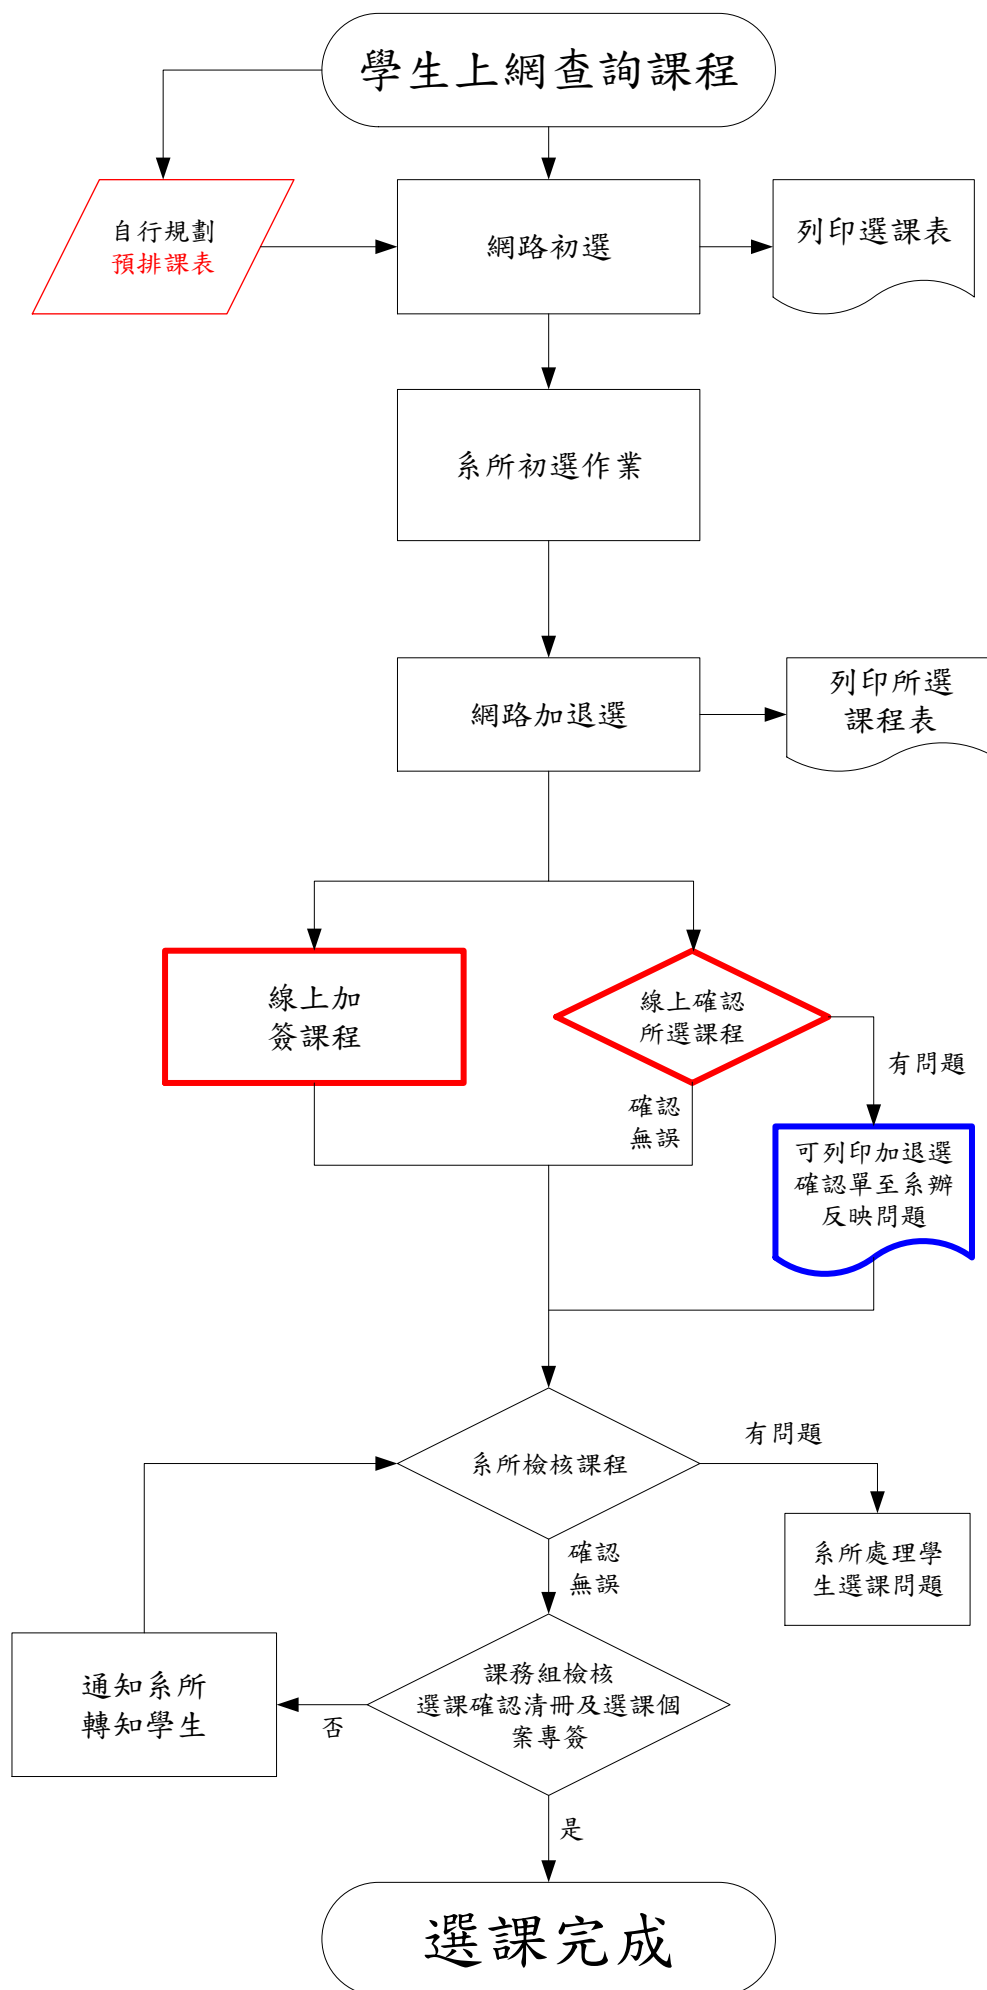 學生上網查詢課程
自行規劃
預排課表
網路初選
列印選課表
系所初選作業
網路加退選
列印所選
課程表
線上加
簽課程
線上確認
所選課程
有問題
確認
無誤
可列印加退選
確認單至系辦
反映問題
系所檢核課程
有問題
確認
無誤
系所處理學
生選課問題
課務組檢核
選課確認清冊及選課個
案專簽
否
通知系所
轉知學生
是
選課完成